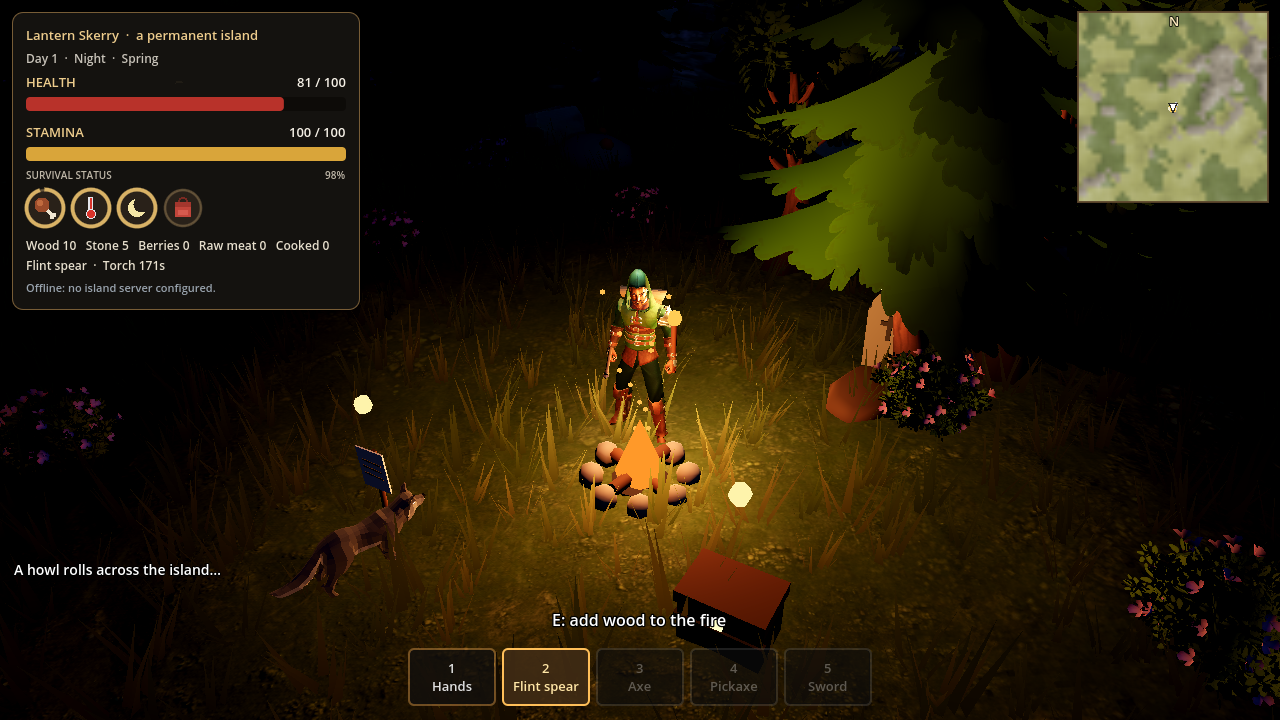 Lantern Skerry · a permanent island
Day 1 · Night · Spring
HEALTH 81 / 100
STAMINA 100 / 100
SURVIVAL STATUS 98%
Wood 10 Stone 5 Berries 0 Raw meat 0 Cooked 0
Flint spear · Torch 171s
Offline: no island server configured.
N
A howl rolls across the island...
E: add wood to the fire
1 2 3 4 5
Hands Flint spear Axe Pickaxe Sword